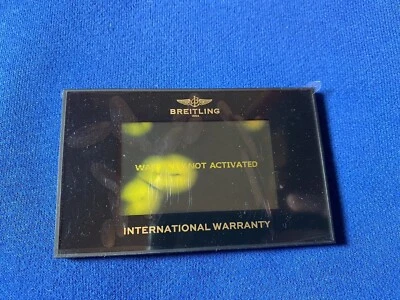 BREITLING
NOT ACTIVATED
INTERNATIONAL WARRANTY